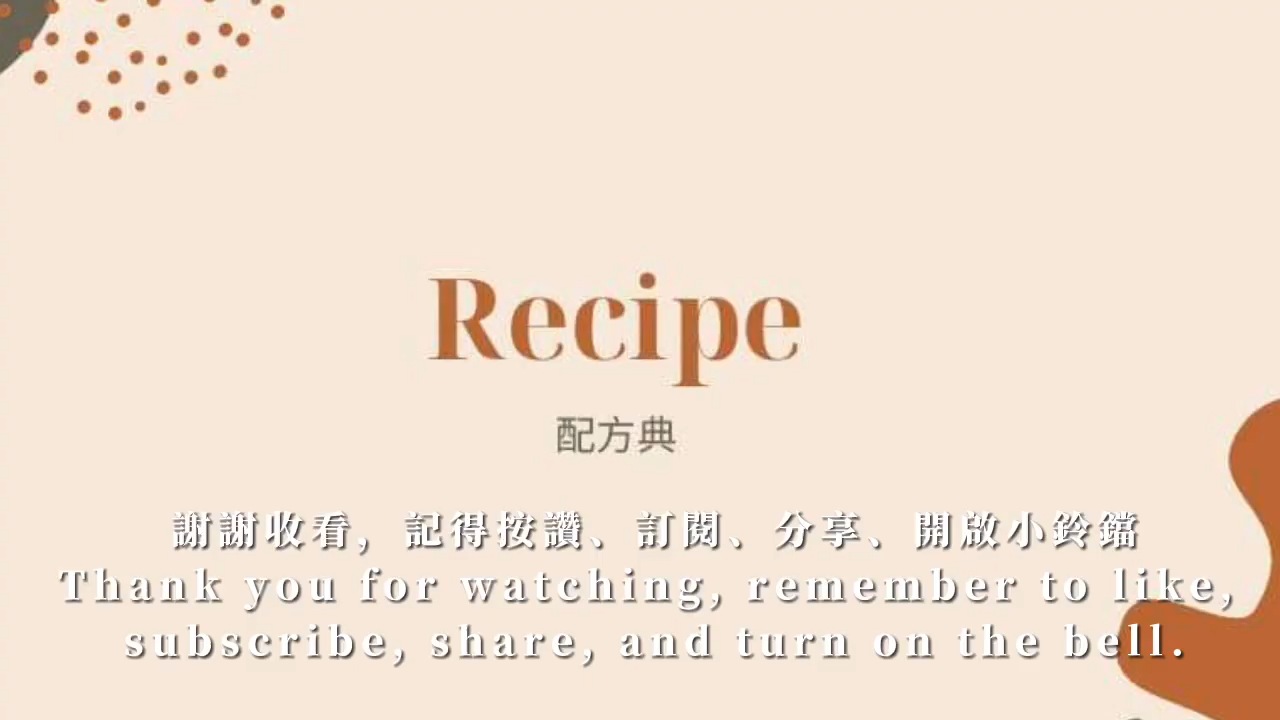 Recipe
配方典
謝謝收看，記得按讚、訂閱、分享、開啟小鈴鐺
Thank you for watching, remember to like,
subscribe, share, and turn on the bell.